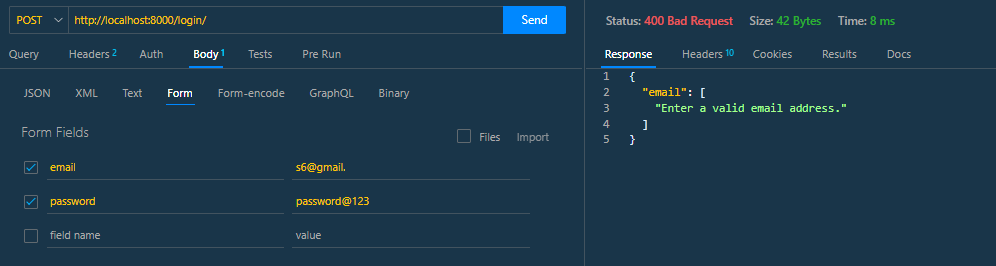 POST http://localhost:8000/login/ Send
Query Headers 2 Auth Body 1 Tests Pre Run
JSON XML Text Form Form-encode GraphQL Binary
Form Fields Files Import
email s6@gmail.
password password@123
field name value
Status: 400 Bad Request Size: 42 Bytes Time: 8 ms
Response Headers 10 Cookies Results Docs
1 {
2 "email": [
3 "Enter a valid email address."
4 ]
5 }